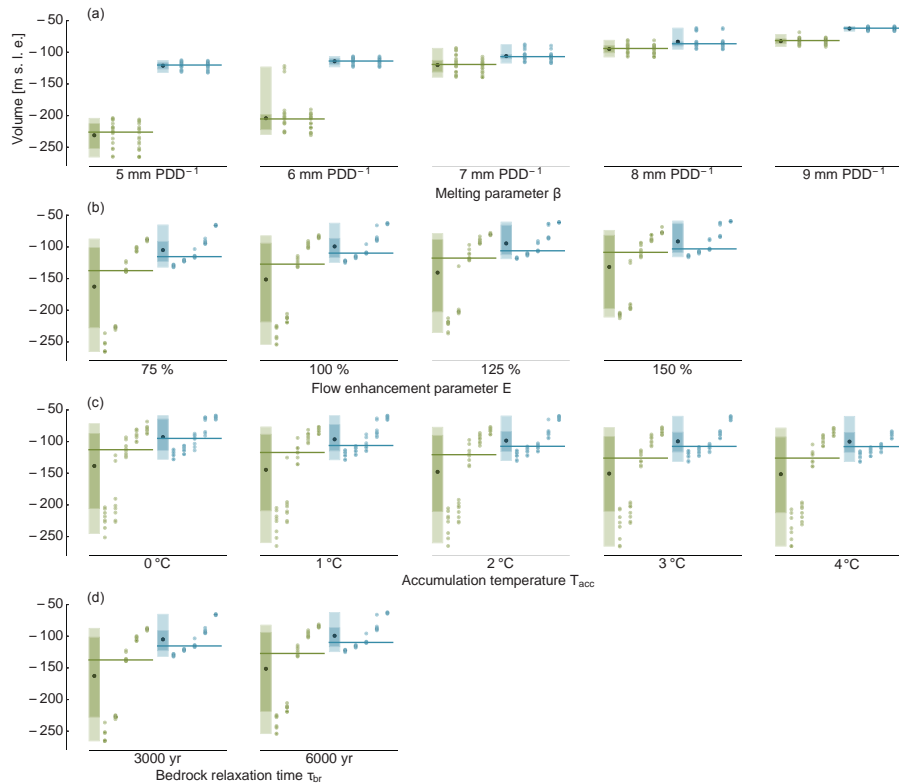 (a)
Volume [m s. l. e.]
− 50
− 100
− 150
− 200
− 250
5 mm PDD−1 6 mm PDD−1 7 mm PDD−1 8 mm PDD−1 9 mm PDD−1
Melting parameter β
(b)
− 50
− 100
− 150
− 200
− 250
75 % 100 % 125 % 150 %
Flow enhancement parameter E
(c)
− 50
− 100
− 150
− 200
− 250
0 °C 1 °C 2 °C 3 °C 4 °C
Accumulation temperature Tacc
(d)
− 50
− 100
− 150
− 200
− 250
3000 yr 6000 yr
Bedrock relaxation time τbr